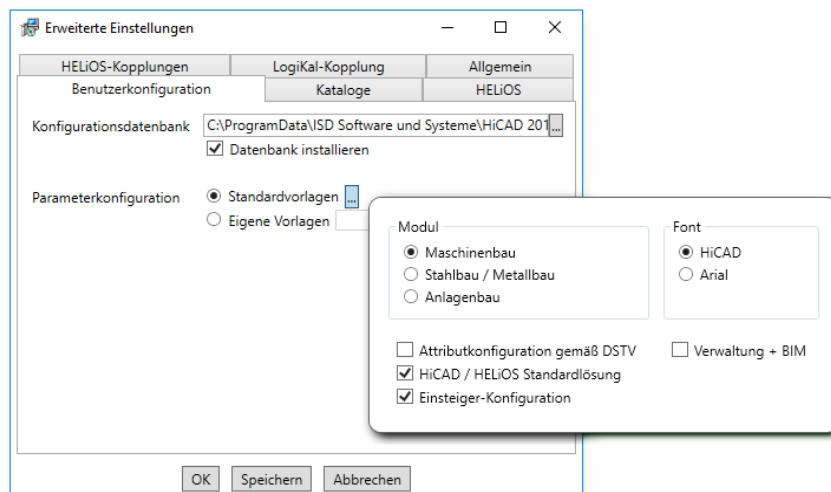 Erweiterte Einstellungen
HELiOS-Kopplungen LogiKal-Kopplung Allgemein
Benutzerkonfiguration Kataloge HELiOS
Konfigurationsdatenbank C:\ProgramData\ISD Software und Systeme\HiCAD 201 ...
Datenbank installieren
Parameterkonfiguration Standardvorlagen ...
Eigene Vorlagen
Modul Font
Maschinenbau HiCAD
Stahlbau / Metallbau Arial
Anlagenbau
Attributkonfiguration gemäß DSTV Verwaltung + BIM
HiCAD / HELiOS Standardlösung
Einsteiger-Konfiguration
OK Speichern Abbrechen